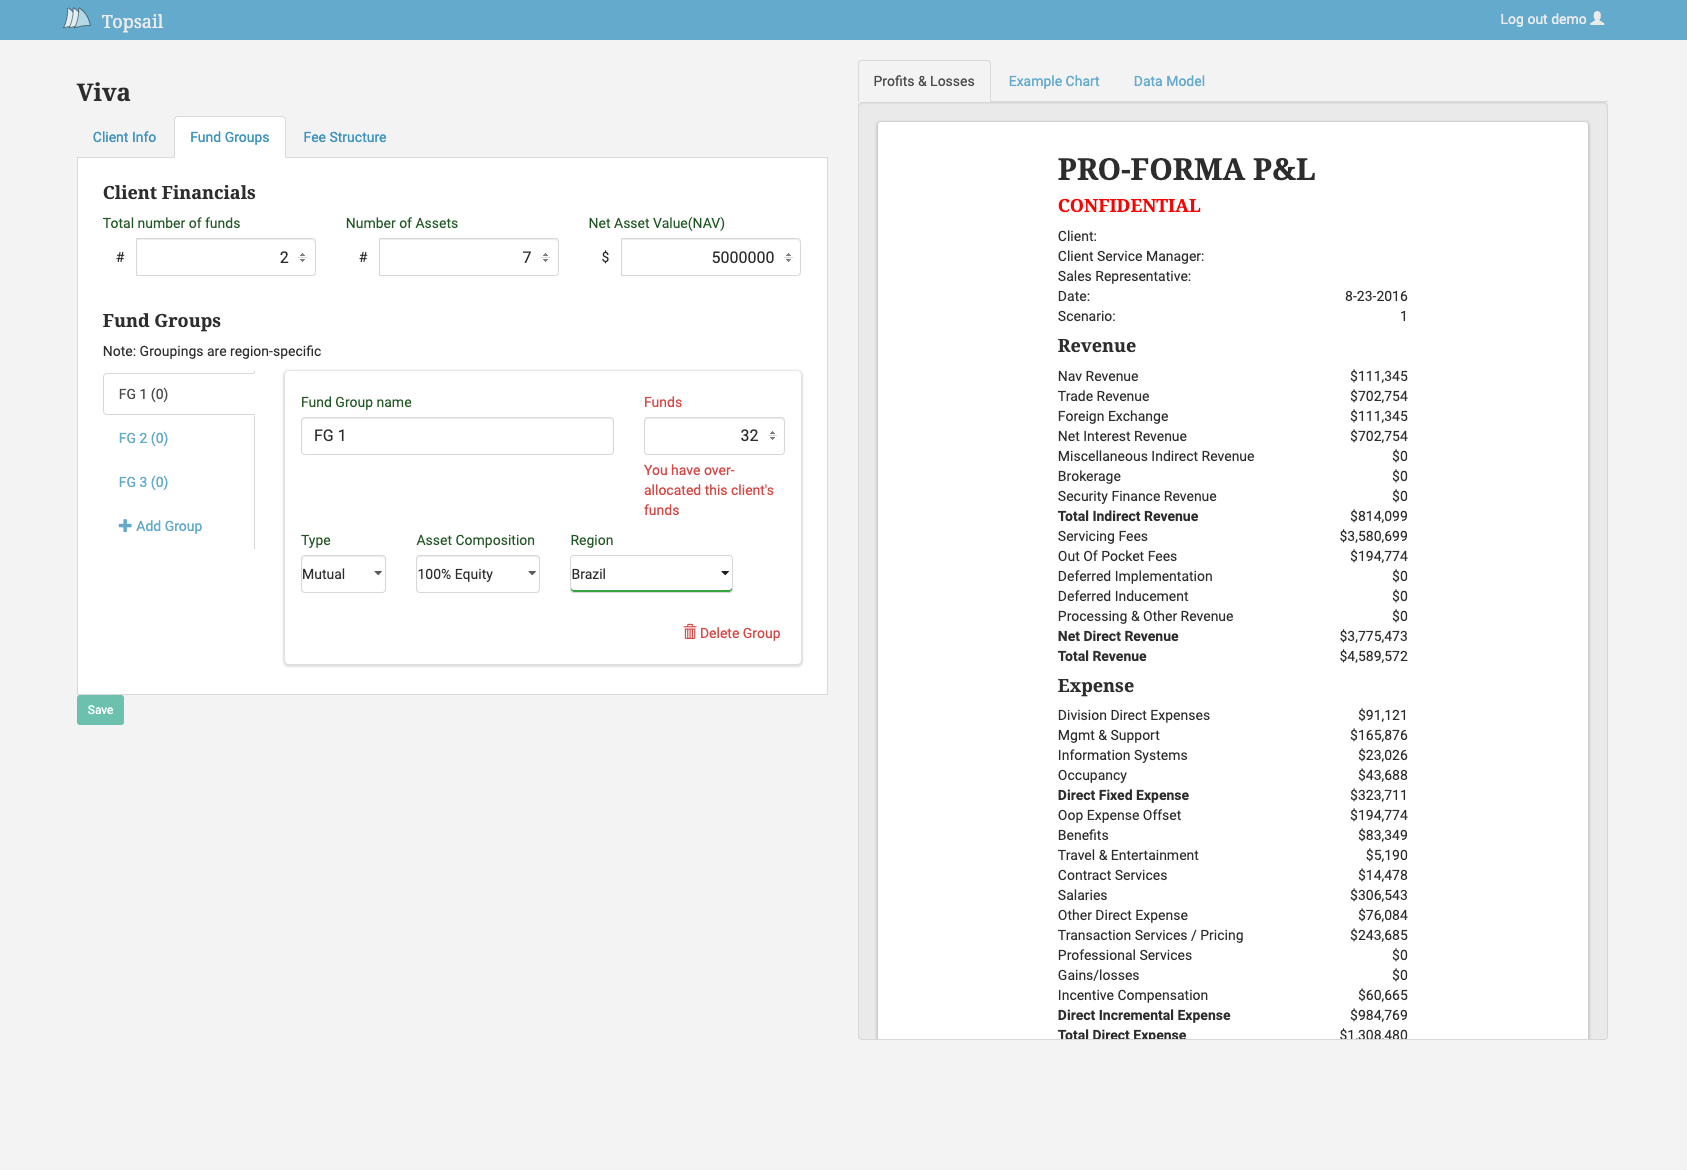 Topsail
Log out demo
Viva
Client Info
Fund Groups
Fee Structure
Client Financials
Total number of funds
Number of Assets
Net Asset Value(NAV)
# 2
# 7
$ 5000000
Fund Groups
Note: Groupings are region-specific
FG 1 (0)
FG 2 (0)
FG 3 (0)
Add Group
Fund Group name
Funds
FG 1
32
You have over-
allocated this client's
funds
Type
Asset Composition
Region
Mutual
100% Equity
Brazil
Delete Group
Save
Profits & Losses
Example Chart
Data Model
PRO-FORMA P&L
CONFIDENTIAL
Client:
Client Service Manager:
Sales Representative:
Date: 8-23-2016
Scenario: 1
Revenue
Nav Revenue $111,345
Trade Revenue $702,754
Foreign Exchange $111,345
Net Interest Revenue $702,754
Miscellaneous Indirect Revenue $0
Brokerage $0
Security Finance Revenue $0
Total Indirect Revenue $814,099
Servicing Fees $3,580,699
Out Of Pocket Fees $194,774
Deferred Implementation $0
Deferred Inducement $0
Processing & Other Revenue $0
Net Direct Revenue $3,775,473
Total Revenue $4,589,572
Expense
Division Direct Expenses $91,121
Mgmt & Support $165,876
Information Systems $23,026
Occupancy $43,688
Direct Fixed Expense $323,711
Oop Expense Offset $194,774
Benefits $83,349
Travel & Entertainment $5,190
Contract Services $14,478
Salaries $306,543
Other Direct Expense $76,084
Transaction Services / Pricing $243,685
Professional Services $0
Gains/losses $0
Incentive Compensation $60,665
Direct Incremental Expense $984,769
Total Direct Expense $1,308,480